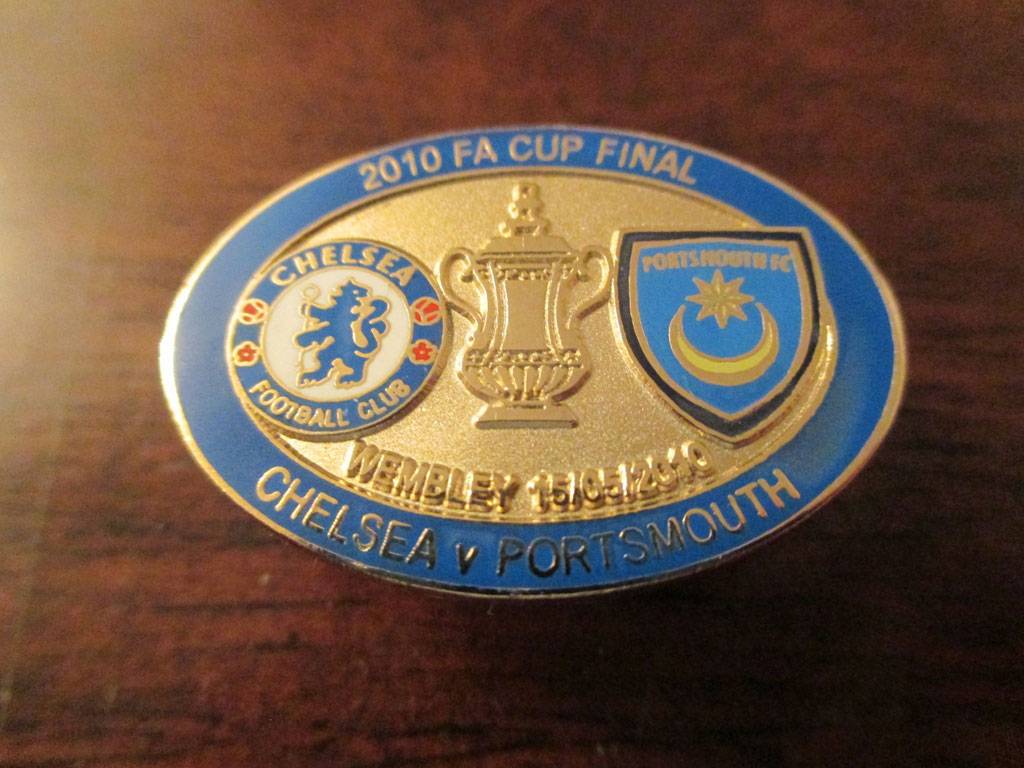 2010 FA CUP FINAL
CHELSEA
FOOTBALL CLUB
PORTSMOUTH FC
WEMBLEY 15/05/2010
CHELSEA v PORTSMOUTH